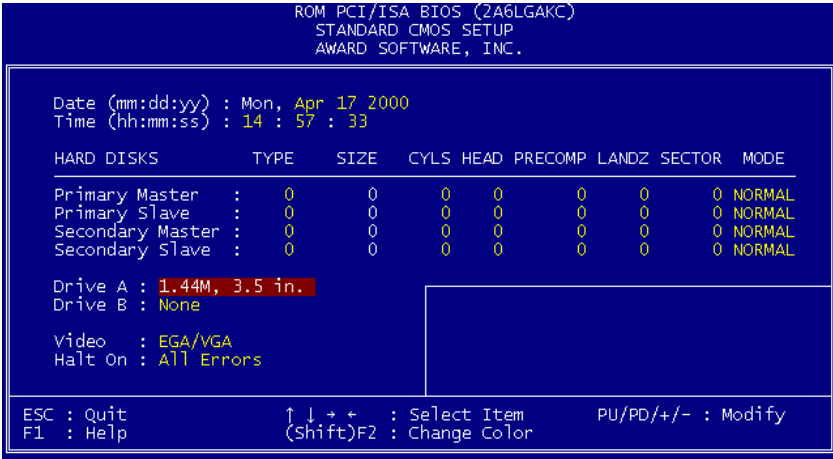 ROM PCI/ISA BIOS (2A6LGAKC)
STANDARD CMOS SETUP
AWARD SOFTWARE, INC.
Date (mm:dd:yy) : Mon, Apr 17 2000
Time (hh:mm:ss) : 14 : 57 : 33
HARD DISKS TYPE SIZE CYLS HEAD PRECOMP LANDZ SECTOR MODE
Primary Master : 0 0 0 0 0 0 0 NORMAL
Primary Slave : 0 0 0 0 0 0 0 NORMAL
Secondary Master : 0 0 0 0 0 0 0 NORMAL
Secondary Slave : 0 0 0 0 0 0 0 NORMAL
Drive A : 1.44M, 3.5 in.
Drive B : None
Video : EGA/VGA
Halt On : All Errors
ESC : Quit ↑ ↓ → ← : Select Item PU/PD/+/- : Modify
F1 : Help (Shift)F2 : Change Color